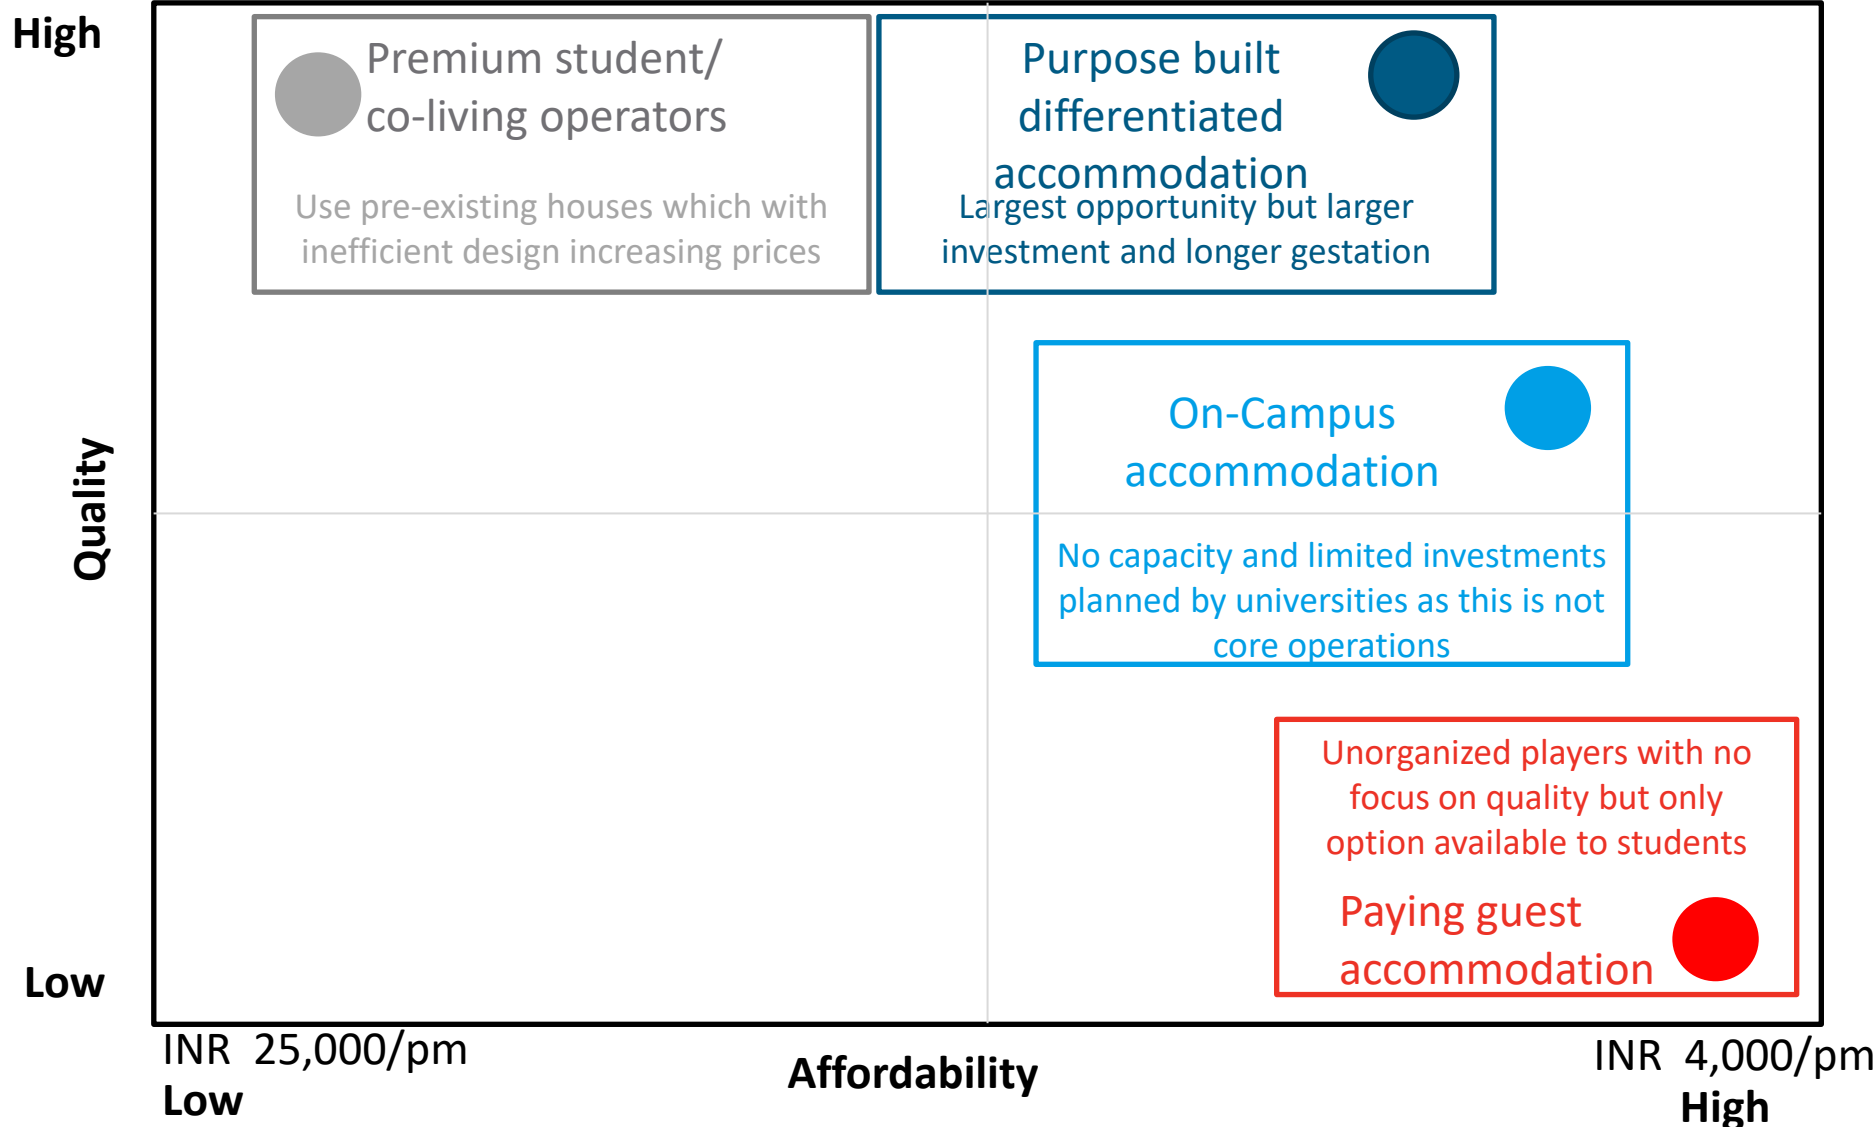 High
Premium student/
co-living operators
Use pre-existing houses which with
inefficient design increasing prices
Purpose built
differentiated
accommodation
Largest opportunity but larger
investment and longer gestation
On-Campus
accommodation
No capacity and limited investments
planned by universities as this is not
core operations
Quality
Unorganized players with no
focus on quality but only
option available to students
Paying guest
accommodation
Low
INR 25,000/pm
Low
Affordability
INR 4,000/pm
High